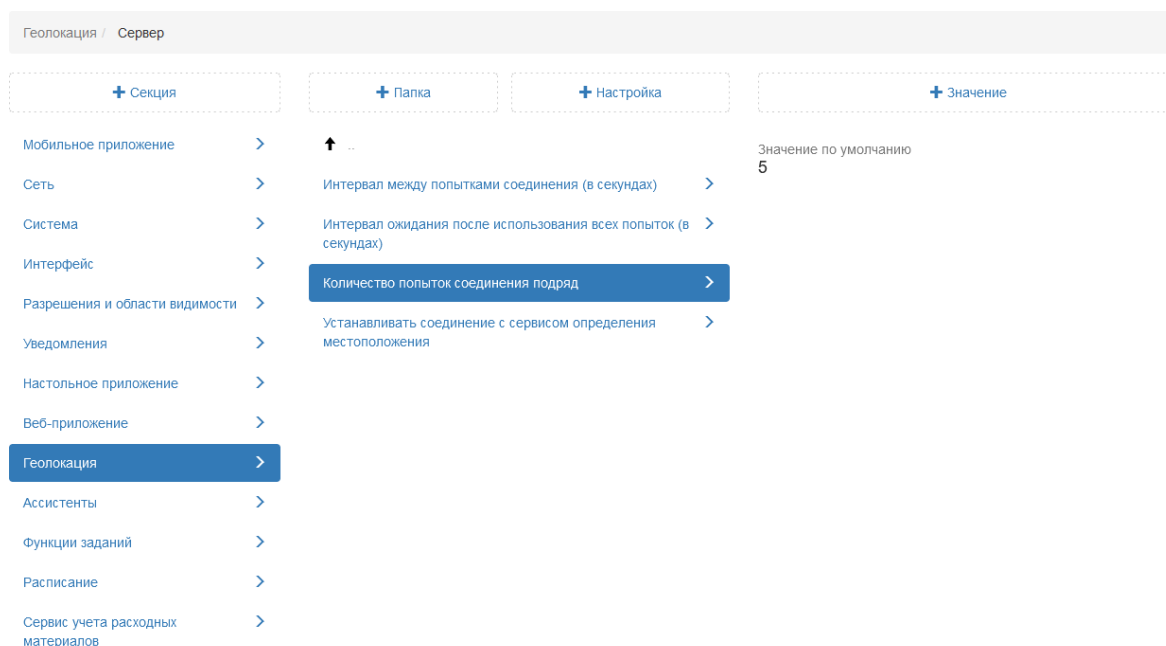 Геолокация / Сервер
Секция
Папка
Настройка
Значение
Мобильное приложение
Сеть
Система
Интерфейс
Разрешения и области видимости
Уведомления
Настольное приложение
Веб-приложение
Геолокация
Ассистенты
Функции заданий
Расписание
Сервис учета расходных
материалов
..
Интервал между попытками соединения (в секундах)
Интервал ожидания после использования всех попыток (в
секундах)
Количество попыток соединения подряд
Устанавливать соединение с сервисом определения
местоположения
Значение по умолчанию
5